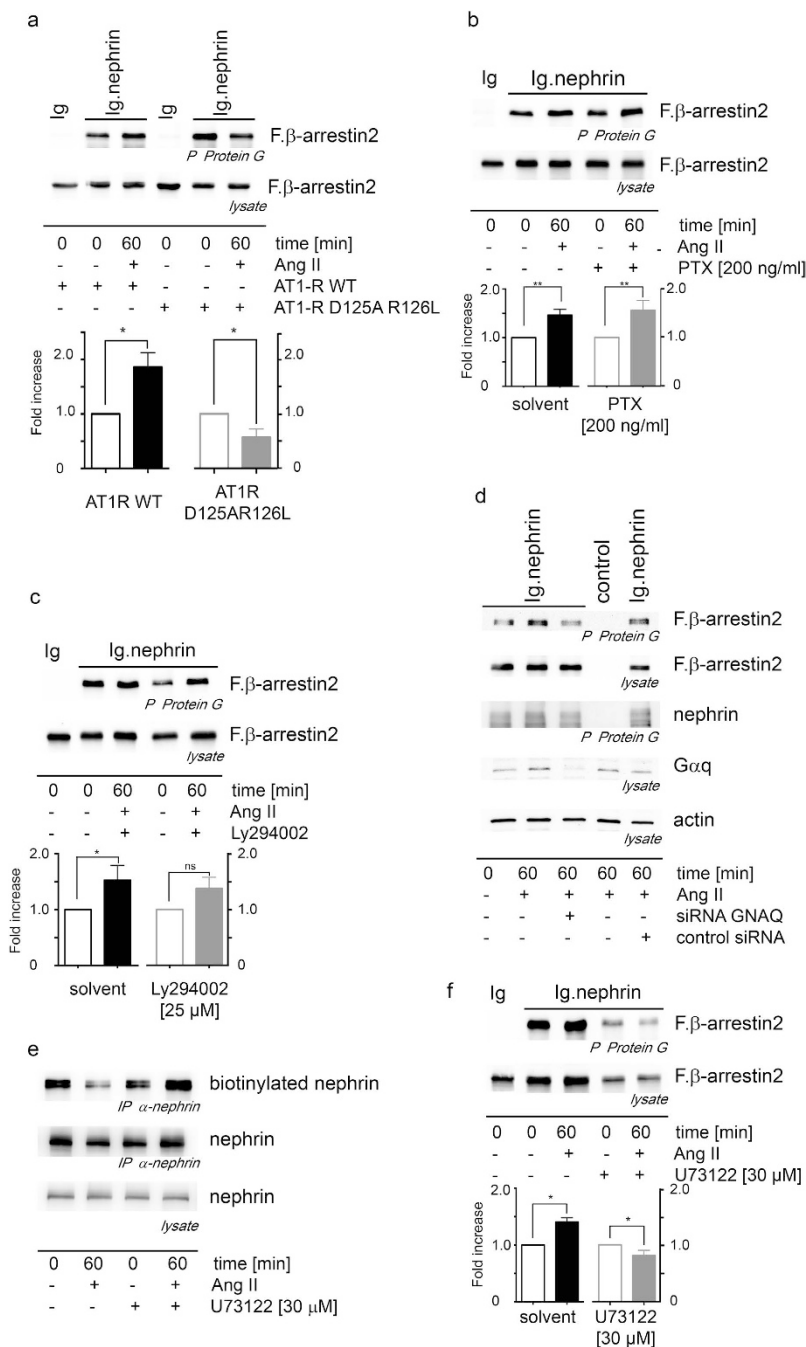 a
Ig
Ig.nephrin
Ig
Ig.nephrin
F.β-arrestin2
P Protein G
F.β-arrestin2
lysate
0 0 60 0 0 60 time [min]
- - + - - + Ang II
+ + + - - - AT1-R WT
- - - + + + AT1-R D125A R126L
Fold increase
2.0
1.0
0
*
*
2.0
1.0
0
AT1R WT
AT1R
D125AR126L
b
Ig
Ig.nephrin
F.β-arrestin2
P Protein G
F.β-arrestin2
lysate
0 0 60 0 60 time [min]
- - + - + - Ang II
- - - + + PTX [200 ng/ml]
Fold increase
2.0
1.0
0
**
**
2.0
1.0
0
solvent
PTX
[200 ng/ml]
c
Ig
Ig.nephrin
F.β-arrestin2
P Protein G
F.β-arrestin2
lysate
0 0 60 0 60 time [min]
- - + - + Ang II
- - + - + Ly294002
Fold increase
2.0
1.0
0
*
ns
2.0
1.0
0
solvent
Ly294002
[25 µM]
d
Ig.nephrin
control
Ig.nephrin
F.β-arrestin2
P Protein G
F.β-arrestin2
lysate
nephrin
P Protein G
Gαq
lysate
actin
lysate
0 60 60 60 60 time [min]
- + + + + Ang II
- - + - - siRNA GNAQ
- - - - + control siRNA
e
biotinylated nephrin
IP α-nephrin
nephrin
IP α-nephrin
nephrin
lysate
0 60 0 60 time [min]
- + - + Ang II
- - + + U73122 [30 µM]
f
Ig
Ig.nephrin
F.β-arrestin2
P Protein G
F.β-arrestin2
lysate
0 0 60 0 60 time [min]
- - + - + Ang II
- - - + + U73122 [30 µM]
Fold increase
2.0
1.0
0
*
*
2.0
1.0
0
solvent
U73122
[30 µM]